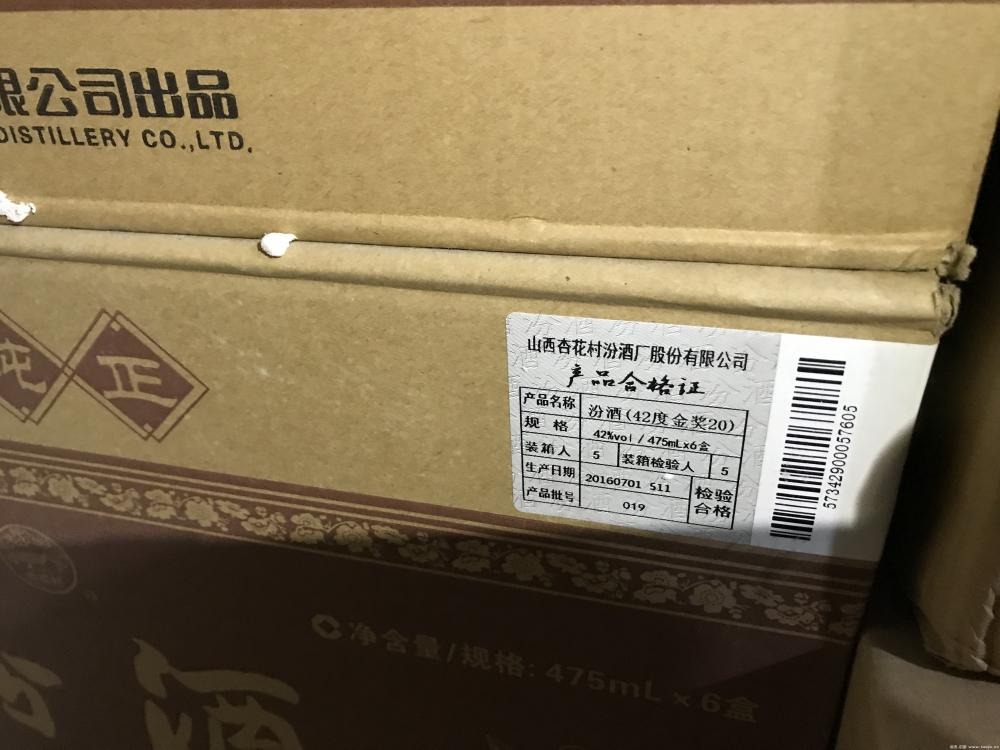 限公司出品
DISTILLERY CO.,LTD.
纯正
山西杏花村汾酒厂股份有限公司
产品合格证
产品名称 汾酒(42度金奖20)
规格 42%vol/475mLx6盒
装箱人 5 装箱检验人 5
生产日期 20160701 S11
产品批号 019
检验
合格
57342900057605
净含量/规格: 475mL×6盒
汾酒